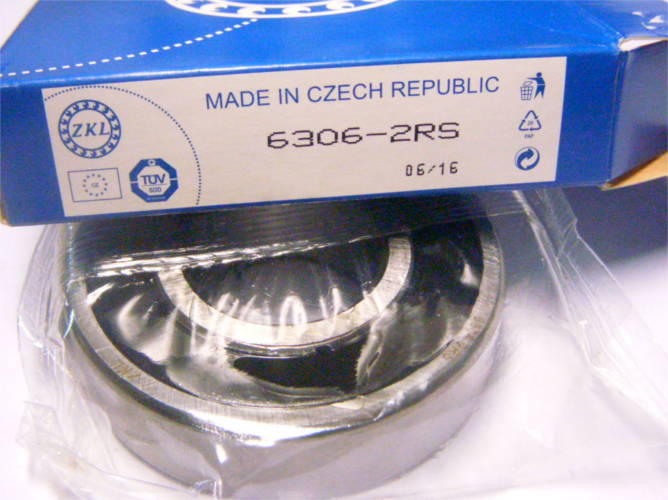 MADE IN CZECH REPUBLIC
ZKL
6306-2RS
TÜV
06/16